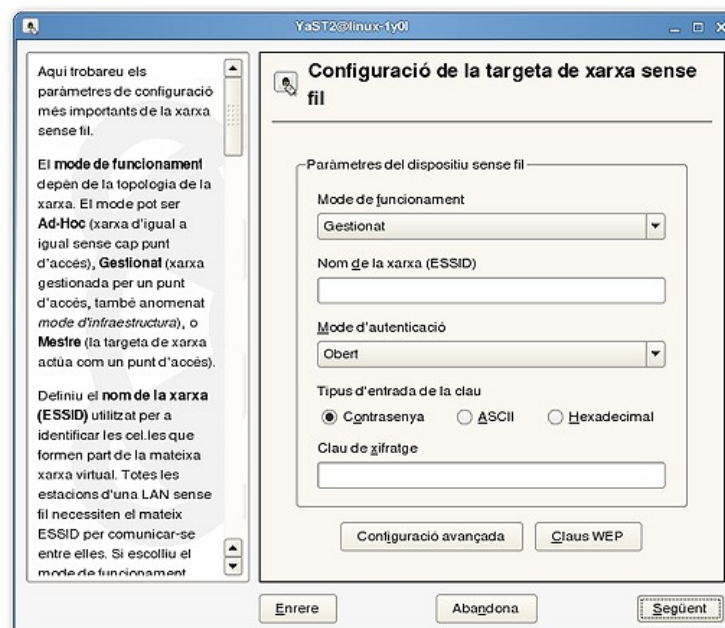 YaST2@linux-1y0l
Aquí trobareu els
paràmetres de configuració
més importants de la xarxa
sense fil.
El mode de funcionament
depèn de la topologia de la
xarxa. El mode pot ser
Ad-Hoc (xarxa d'igual a
igual sense cap punt
d'accés), Gestionat (xarxa
gestionada per un punt
d'accés, també anomenat
mode d'infraestructura), o
Mestre (la targeta de xarxa
actúa com un punt d'accés).
Definiu el nom de la xarxa
(ESSID) utilitzat per a
identificar les cel.les que
formen part de la mateixa
xarxa virtual. Totes les
estacions d'una LAN sense
fil necessiten el mateix
ESSID per comunicar-se
entre elles. Si escolliu el
mode de funcionament
Configuració de la targeta de xarxa sense
fil
Paràmetres del dispositiu sense fil
Mode de funcionament
Gestionat
Nom de la xarxa (ESSID)
Mode d'autenticació
Obert
Tipus d'entrada de la clau
Contrasenya ASCII Hexadecimal
Clau de xifratge
Configuració avançada Claus WEP
Enrere Abandona Següent